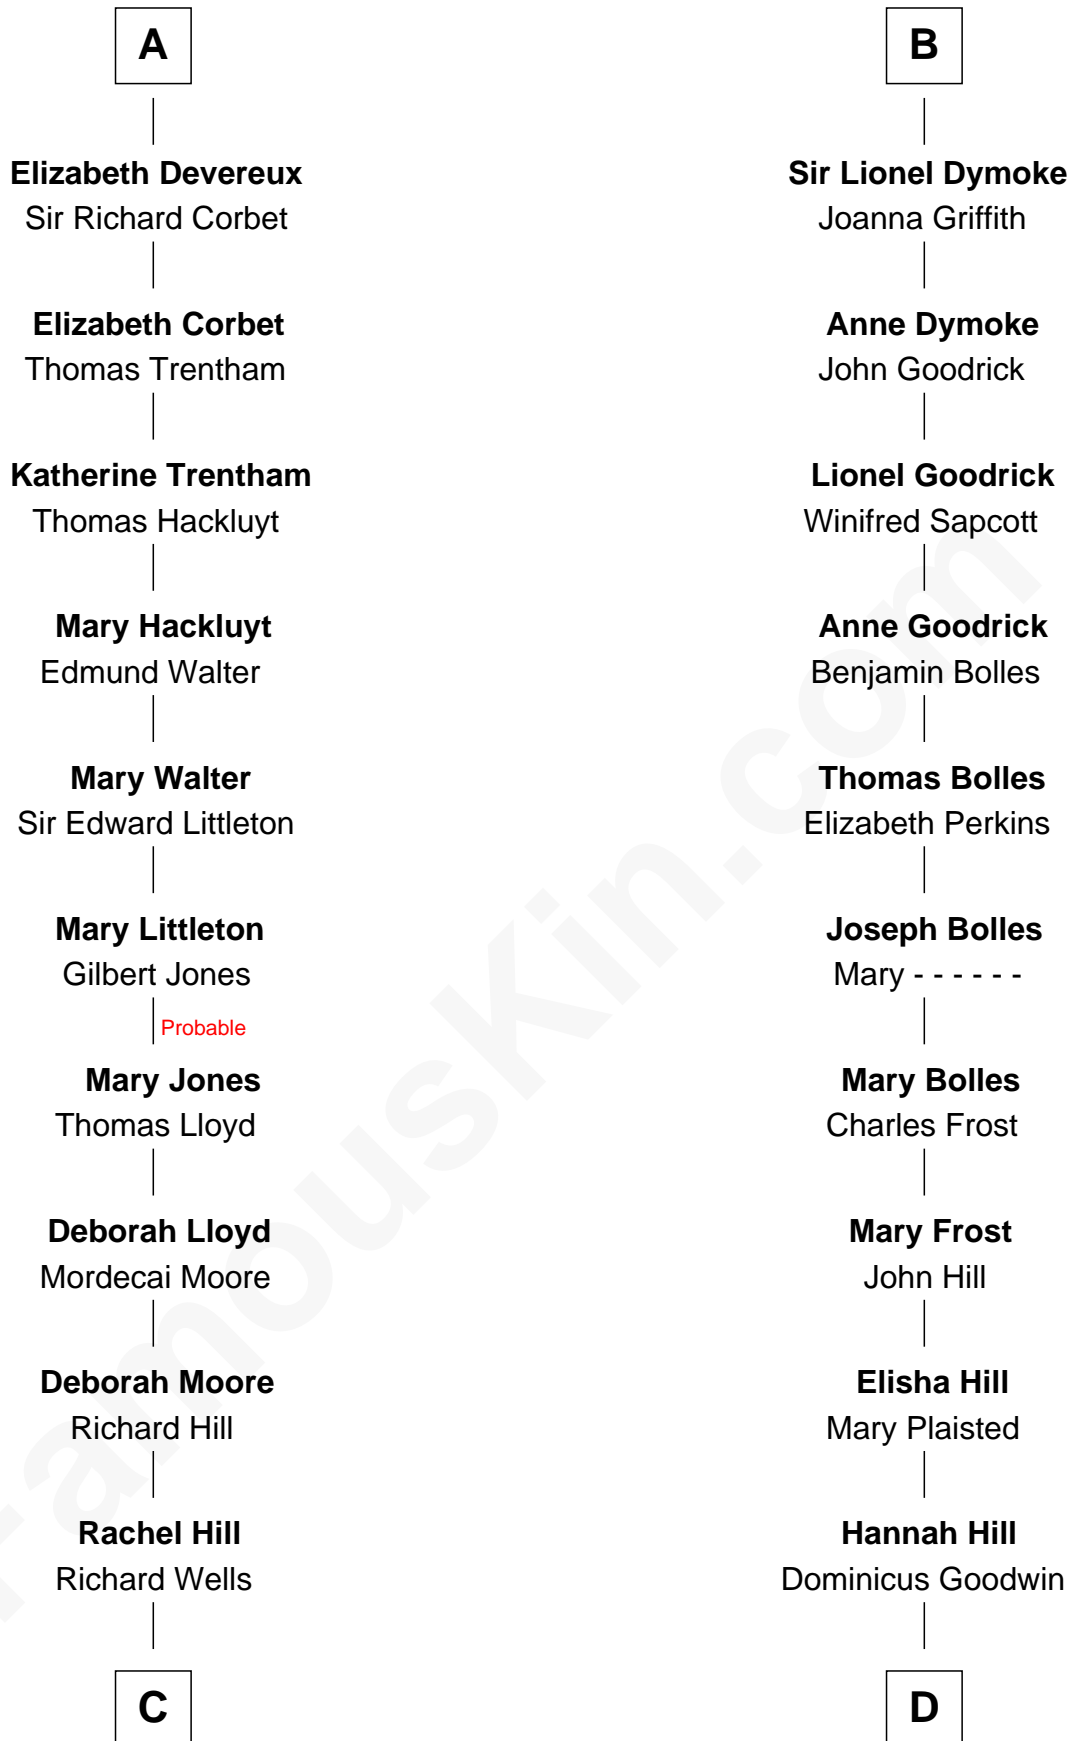 A
Elizabeth Devereux
Sir Richard Corbet
Elizabeth Corbet
Thomas Trentham
Katherine Trentham
Thomas Hackluyt
Mary Hackluyt
Edmund Walter
Mary Walter
Sir Edward Littleton
Mary Littleton
Gilbert Jones
Probable
Mary Jones
Thomas Lloyd
Deborah Lloyd
Mordecai Moore
Deborah Moore
Richard Hill
Rachel Hill
Richard Wells
C
B
Sir Lionel Dymoke
Joanna Griffith
Anne Dymoke
John Goodrick
Lionel Goodrick
Winifred Sapcott
Anne Goodrick
Benjamin Bolles
Thomas Bolles
Elizabeth Perkins
Joseph Bolles
Mary - - - - - -
Mary Bolles
Charles Frost
Mary Frost
John Hill
Elisha Hill
Mary Plaisted
Hannah Hill
Dominicus Goodwin
D
FamousKin.com